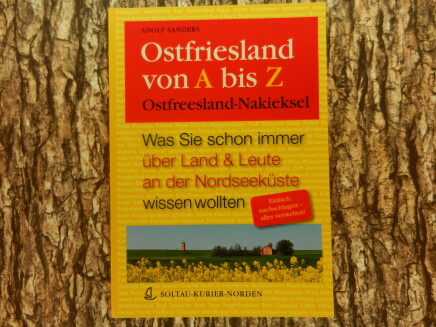 ADOLF SANDERS
Ostfriesland
von A bis Z
Ostfreesland-Nakieksel
Was Sie schon immer
über Land & Leute
an der Nordseeküste
wissen wollten
Einfach
nachschlagen –
alles verstehen!
SOLTAU-KURIER-NORDEN